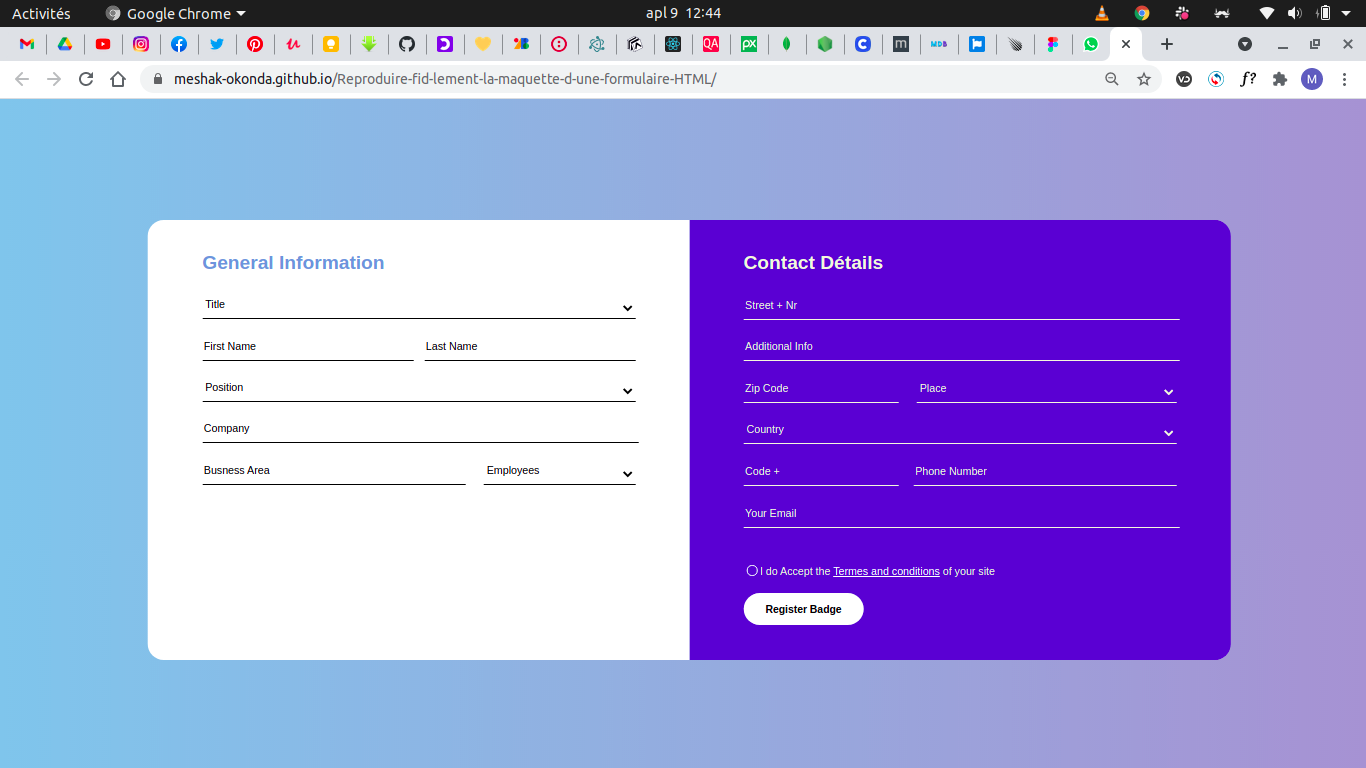 Activités Google Chrome apl 9 12:44
QA PX C m MDB
meshak-okonda.github.io/Reproduire-fid-lement-la-maquette-d-une-formulaire-HTML/ f? M
General Information
Title
First Name Last Name
Position
Company
Busness Area Employees
Contact Détails
Street + Nr
Additional Info
Zip Code Place
Country
Code + Phone Number
Your Email
I do Accept the Termes and conditions of your site
Register Badge